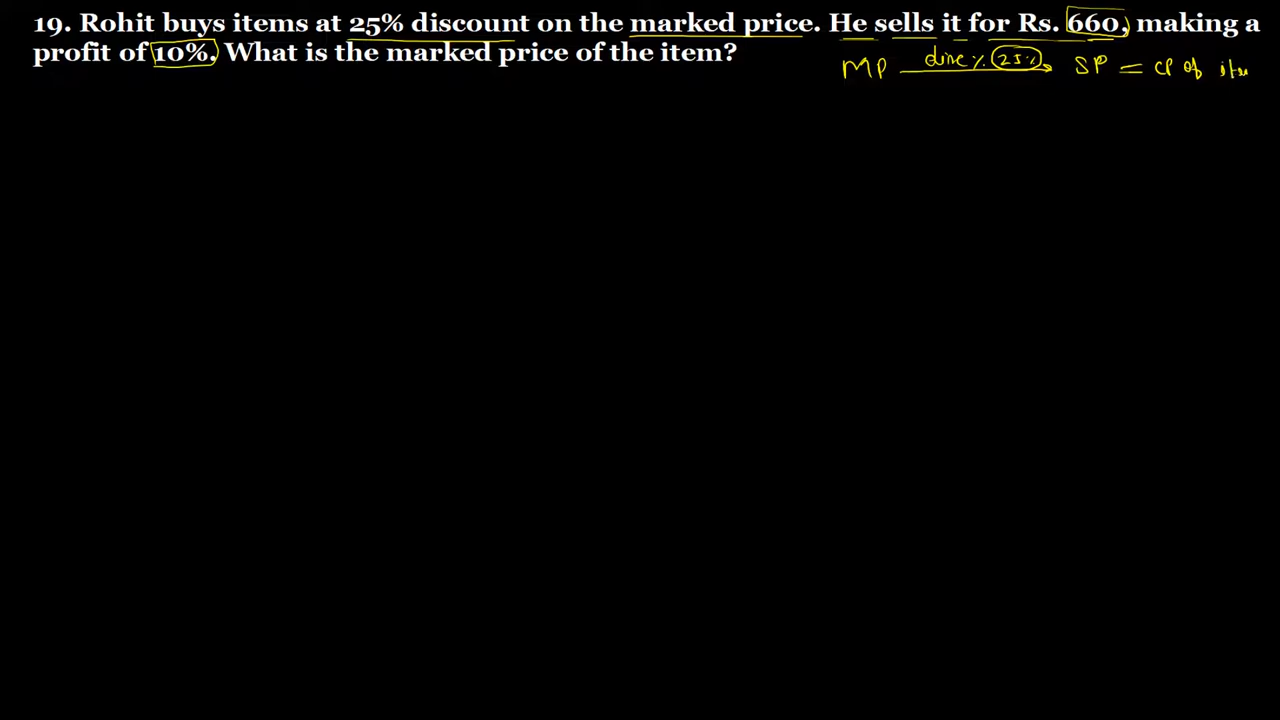 19. Rohit buys items at 25% discount on the marked price. He sells it for Rs. 660, making a
profit of 10%. What is the marked price of the item?
MP % 25% SP = CP of